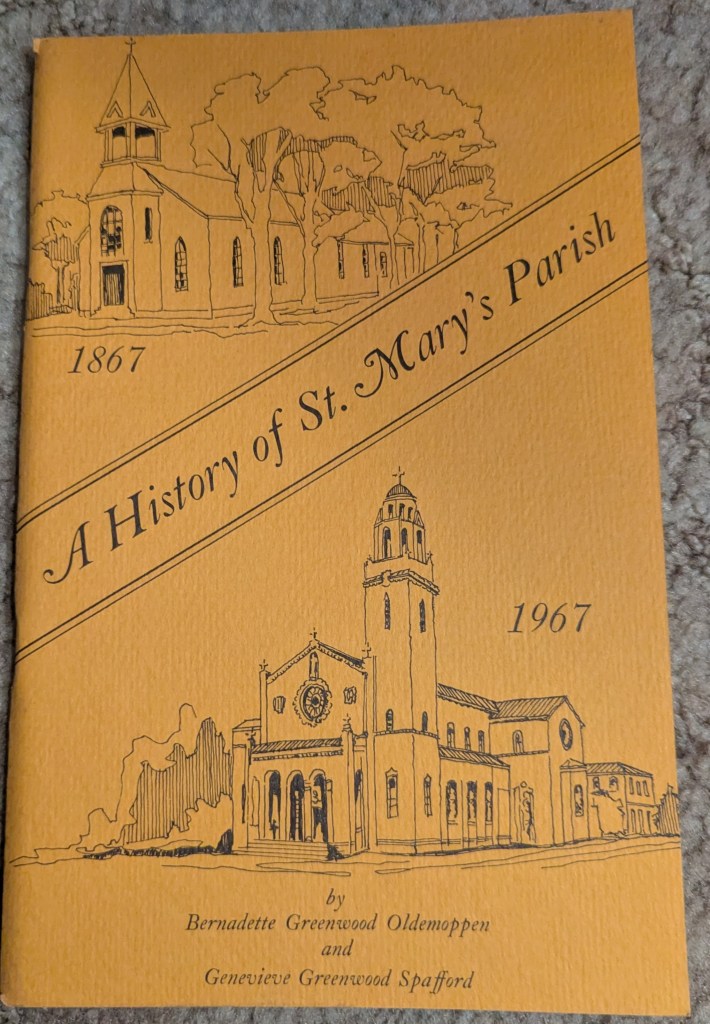 1867
A History of St. Mary's Parish
1967
by
Bernadette Greenwood Oldemoppen
and
Genevieve Greenwood Spafford